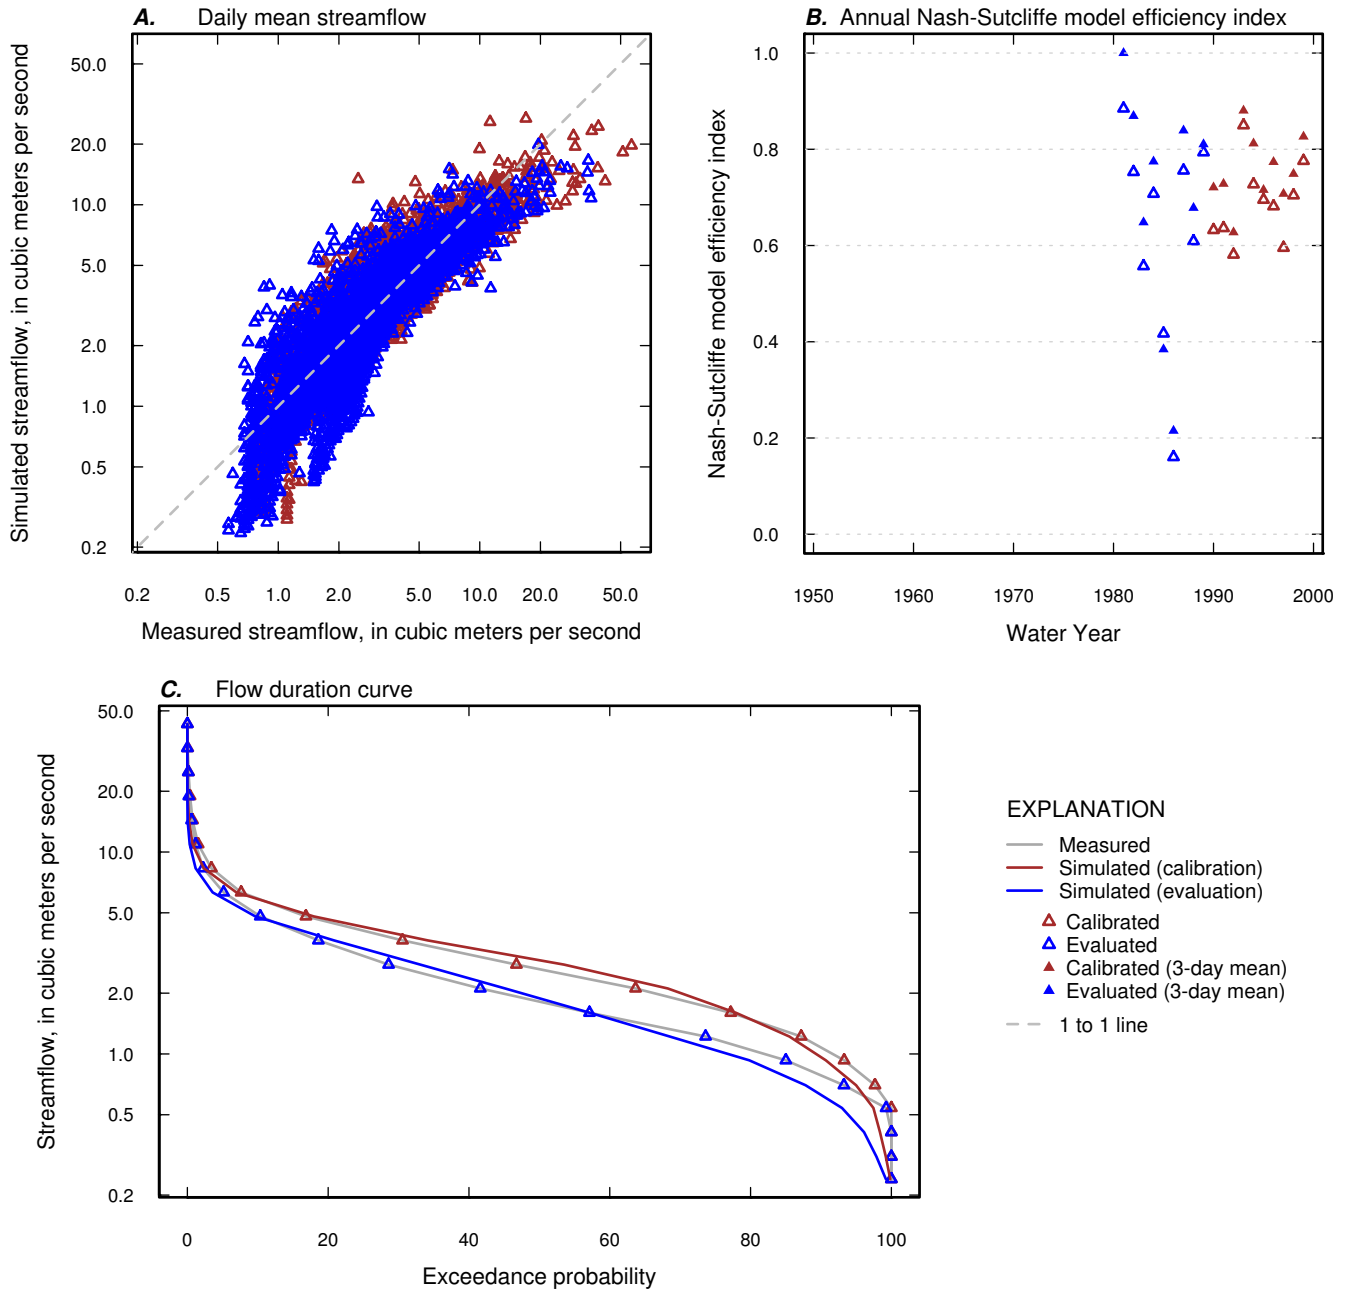 A. Daily mean streamflow
50.0
20.0
10.0
5.0
2.0
1.0
0.5
0.2
Simulated streamflow, in cubic meters per second
0.2 0.5 1.0 2.0 5.0 10.0 20.0 50.0
Measured streamflow, in cubic meters per second
B. Annual Nash-Sutcliffe model efficiency index
1.0
0.8
0.6
0.4
0.2
0.0
Nash-Sutcliffe model efficiency index
1950 1960 1970 1980 1990 2000
Water Year
C. Flow duration curve
50.0
20.0
10.0
5.0
2.0
1.0
0.5
0.2
Streamflow, in cubic meters per second
0 20 40 60 80 100
Exceedance probability
EXPLANATION
Measured
Simulated (calibration)
Simulated (evaluation)
Calibrated
Evaluated
Calibrated (3-day mean)
Evaluated (3-day mean)
1 to 1 line